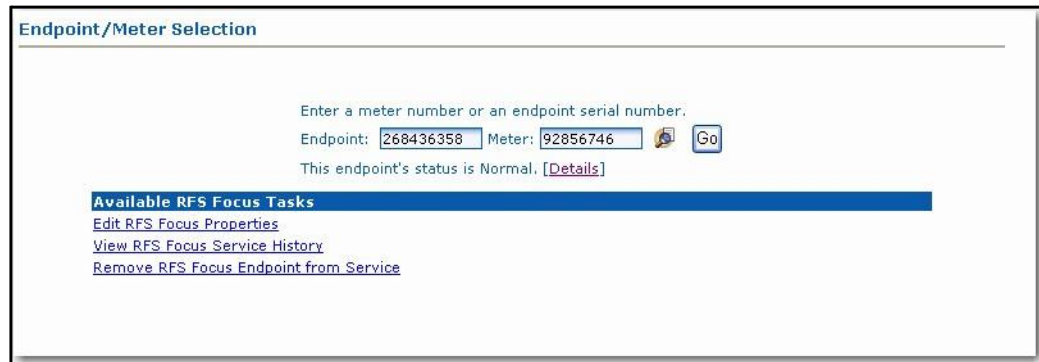 Endpoint/Meter Selection
Enter a meter number or an endpoint serial number.
Endpoint: 268436358 Meter: 92856746 Go
This endpoint's status is Normal. [Details]
Available RFS Focus Tasks
Edit RFS Focus Properties
View RFS Focus Service History
Remove RFS Focus Endpoint from Service